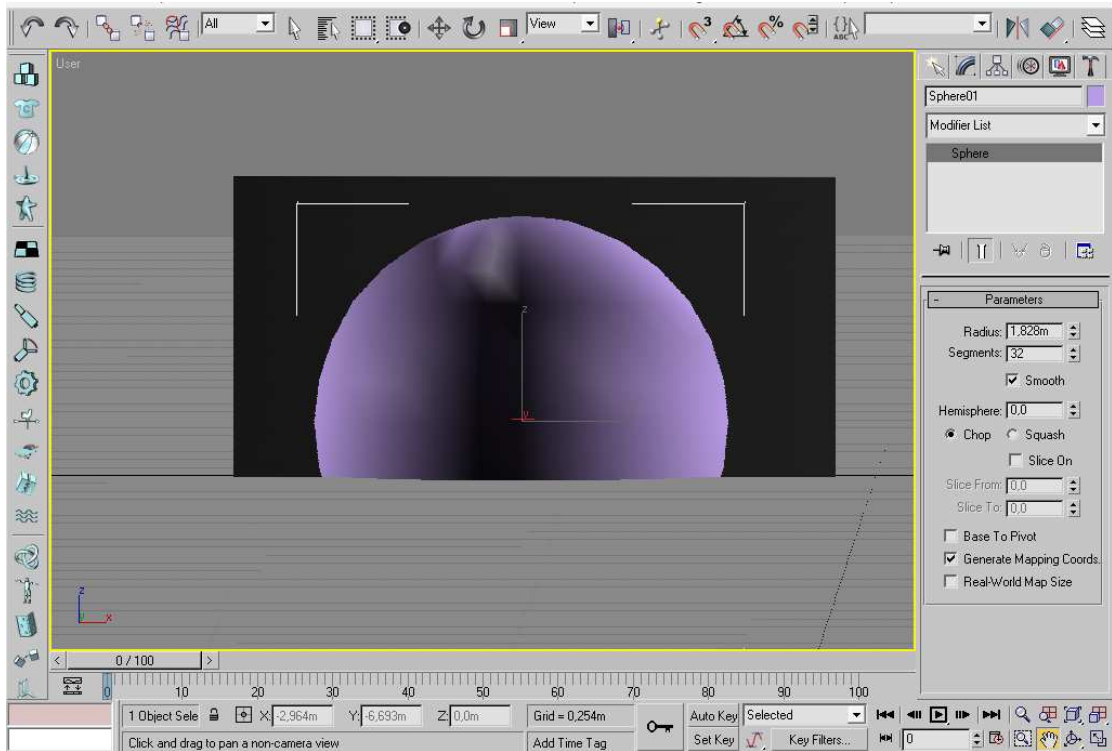 All
View
3
%
ABC
User
z
y
z
y
x
Sphere01
Modifier List
Sphere
-
Parameters
Radius: 1,828m
Segments: 32
Smooth
Hemisphere: 0,0
Chop Squash
Slice On
Slice From: 0,0
Slice To: 0,0
Base To Pivot
Generate Mapping Coords.
Real-World Map Size
< 0 / 100 >
0 10 20 30 40 50 60 70 80 90 100
1 Object Sele X: -2,964m Y: -6,693m Z: 0,0m Grid = 0,254m Auto Key Selected
Click and drag to pan a non-camera view Add Time Tag Set Key Key Filters... 0